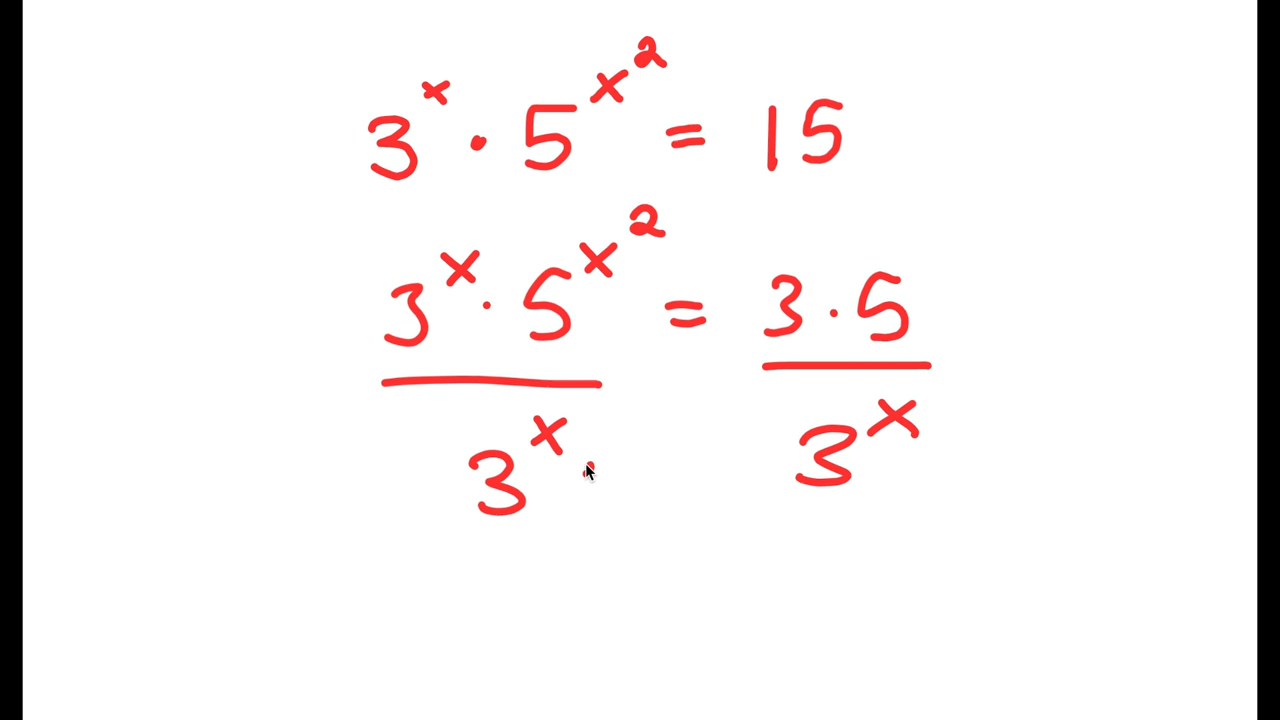 3^x · 5^x^2 = 15
3^x · 5^x^2 = 3 · 5
3^x · 3^x